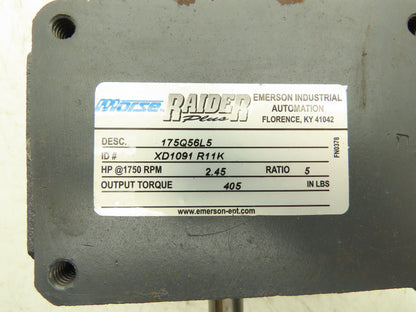 Morse RAIDER Plus EMERSON INDUSTRIAL
AUTOMATION
FLORENCE, KY 41042
DESC. 175Q56L5
ID # XD1091 R11K
HP @1750 RPM 2.45 RATIO 5
OUTPUT TORQUE 405 IN LBS
www.emerson-ept.com
FN0378